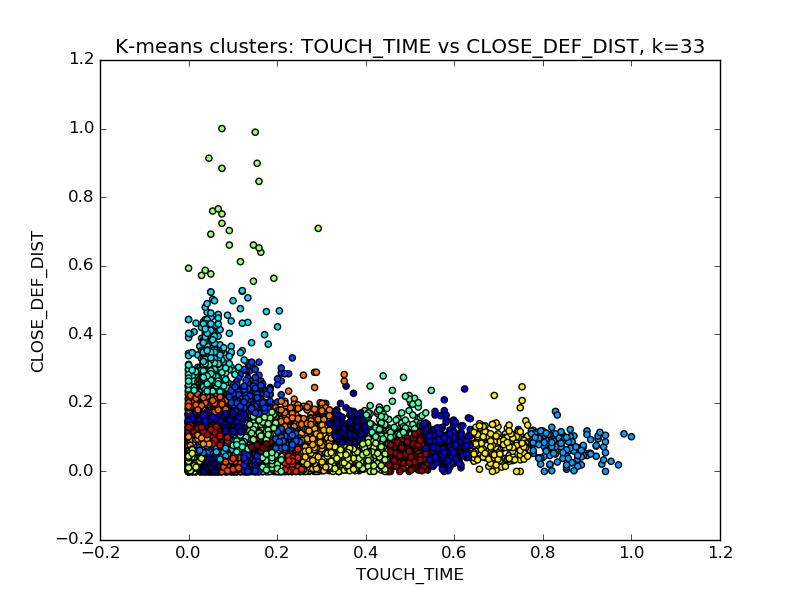 K-means clusters: TOUCH_TIME vs CLOSE_DEF_DIST, k=33
1.2
1.0
0.8
0.6
0.4
0.2
0.0
−0.2
CLOSE_DEF_DIST
−0.2 0.0 0.2 0.4 0.6 0.8 1.0 1.2
TOUCH_TIME